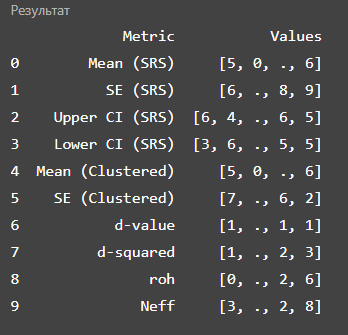 Результат
Metric Values
0 Mean (SRS) [5, 0, ., 6]
1 SE (SRS) [6, ., 8, 9]
2 Upper CI (SRS) [6, 4, ., 6, 5]
3 Lower CI (SRS) [3, 6, ., 5, 5]
4 Mean (Clustered) [5, 0, ., 6]
5 SE (Clustered) [7, ., 6, 2]
6 d-value [1, ., 1, 1]
7 d-squared [1, ., 2, 3]
8 roh [0, ., 2, 6]
9 Neff [3, ., 2, 8]